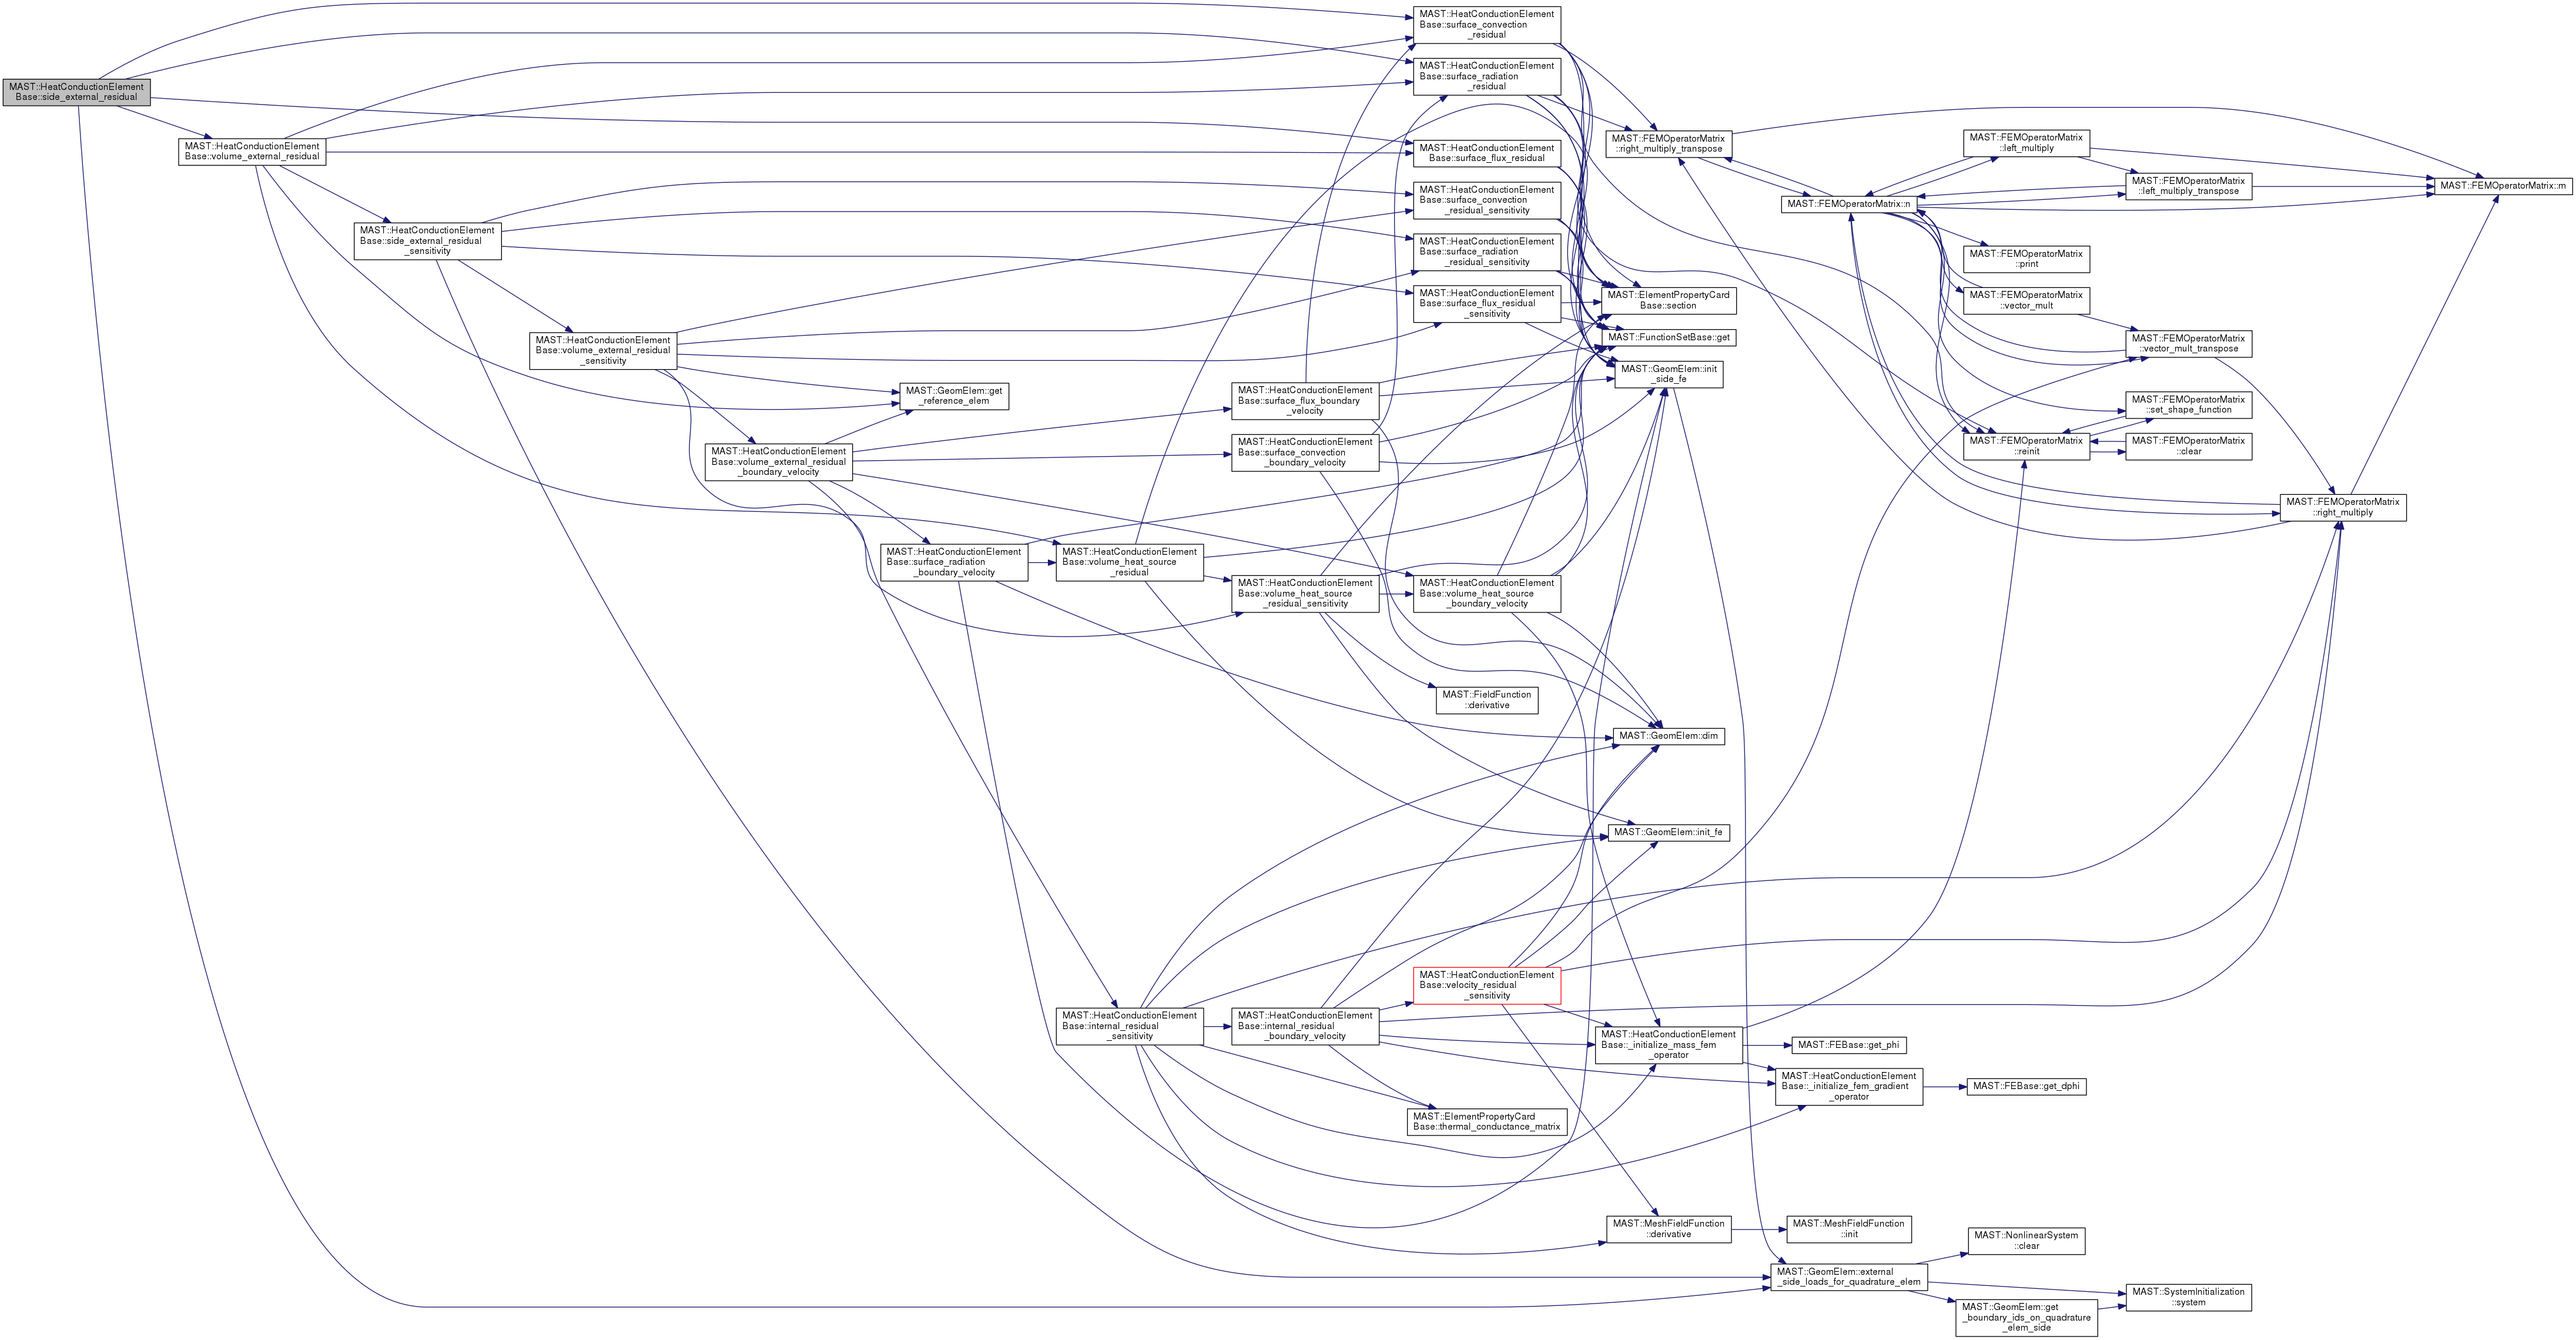 MAST::HeatConductionElement
Base::side_external_residual
MAST::HeatConductionElement
Base::volume_external_residual
MAST::HeatConductionElement
Base::side_external_residual
_sensitivity
MAST::HeatConductionElement
Base::volume_external_residual
_sensitivity
MAST::HeatConductionElement
Base::volume_external_residual
_boundary_velocity
MAST::GeomElem::get
_reference_elem
MAST::HeatConductionElement
Base::surface_radiation
_boundary_velocity
MAST::HeatConductionElement
Base::volume_heat_source
_residual
MAST::HeatConductionElement
Base::internal_residual
_sensitivity
MAST::HeatConductionElement
Base::surface_flux_boundary
_velocity
MAST::HeatConductionElement
Base::surface_convection
_boundary_velocity
MAST::HeatConductionElement
Base::volume_heat_source
_residual_sensitivity
MAST::HeatConductionElement
Base::internal_residual
_boundary_velocity
MAST::HeatConductionElement
Base::surface_convection
_residual
MAST::HeatConductionElement
Base::surface_radiation
_residual
MAST::HeatConductionElement
Base::surface_flux_residual
MAST::HeatConductionElement
Base::surface_convection
_residual_sensitivity
MAST::HeatConductionElement
Base::surface_radiation
_residual_sensitivity
MAST::HeatConductionElement
Base::surface_flux_residual
_sensitivity
MAST::HeatConductionElement
Base::volume_heat_source
_boundary_velocity
MAST::FieldFunction
::derivative
MAST::HeatConductionElement
Base::velocity_residual
_sensitivity
MAST::ElementPropertyCard
Base::thermal_conductance_matrix
MAST::FEMOperatorMatrix
::right_multiply_transpose
MAST::ElementPropertyCard
Base::section
MAST::FunctionSetBase::get
MAST::GeomElem::init
_side_fe
MAST::GeomElem::dim
MAST::GeomElem::init_fe
MAST::HeatConductionElement
Base::_initialize_mass_fem
_operator
MAST::MeshFieldFunction
::derivative
MAST::FEMOperatorMatrix::n
MAST::FEBase::get_phi
MAST::HeatConductionElement
Base::_initialize_fem_gradient
_operator
MAST::MeshFieldFunction
::init
MAST::GeomElem::external
_side_loads_for_quadrature_elem
MAST::FEMOperatorMatrix
::left_multiply
MAST::FEMOperatorMatrix
::print
MAST::FEMOperatorMatrix
::vector_mult
MAST::FEMOperatorMatrix
::reinit
MAST::FEBase::get_dphi
MAST::NonlinearSystem
::clear
MAST::GeomElem::get
_boundary_ids_on_quadrature
_elem_side
MAST::FEMOperatorMatrix
::left_multiply_transpose
MAST::FEMOperatorMatrix
::vector_mult_transpose
MAST::FEMOperatorMatrix
::set_shape_function
MAST::FEMOperatorMatrix
::clear
MAST::SystemInitialization
::system
MAST::FEMOperatorMatrix
::right_multiply
MAST::FEMOperatorMatrix::m